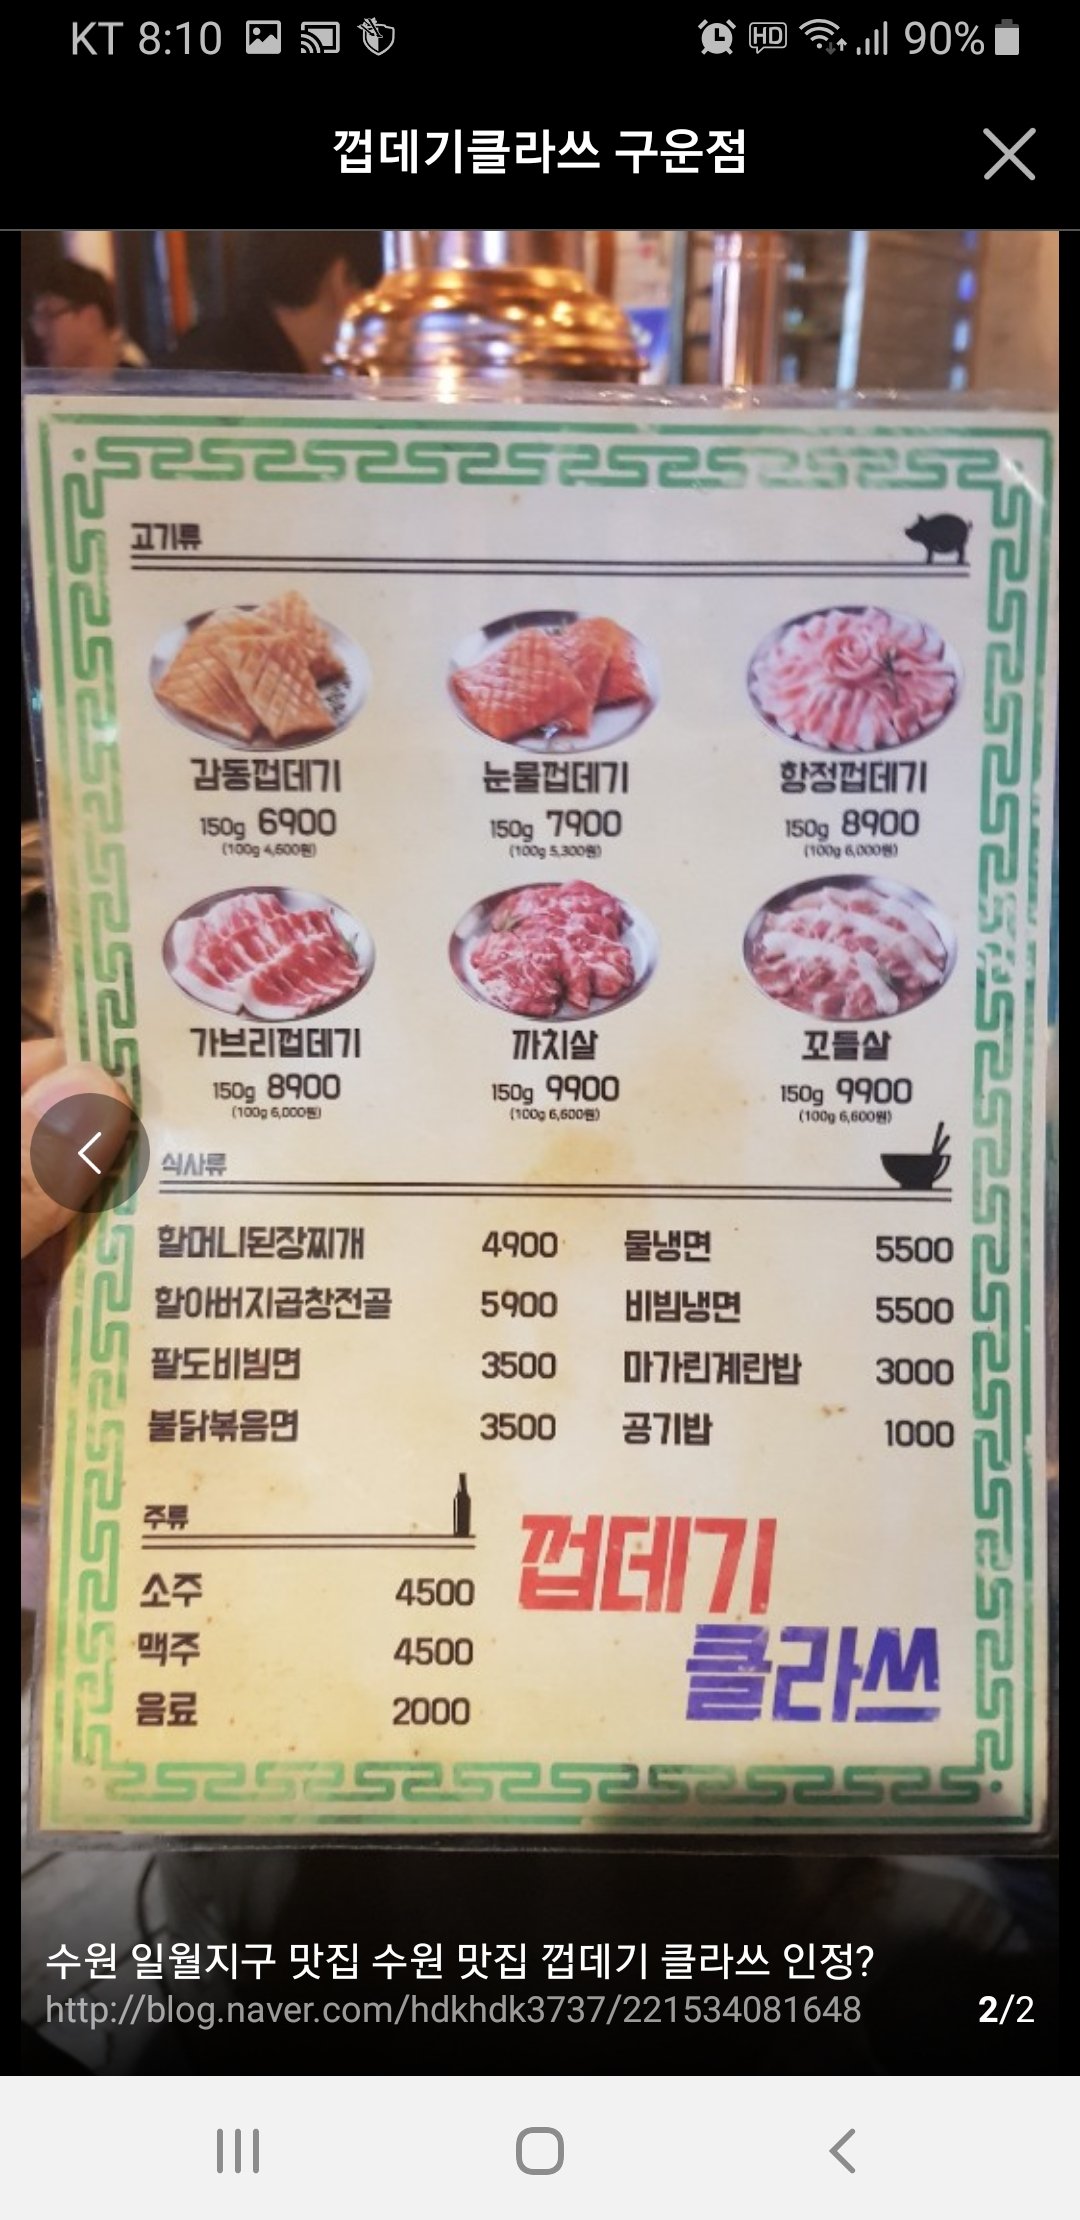 KT 8:10
HD 90%
껍데기클라쓰 구운점
고기류
감동껍데기 눈물껍데기 항정껍데기
150g 6900 150g 7900 150g 8900
(100g 4,600원) (100g 5,300원) (100g 6,000원)
가브리껍데기 까치살 꼬들살
150g 8900 150g 9900 150g 9900
(100g 6,000원) (100g 6,600원) (100g 6,600원)
식사류
할머니된장찌개 4900 물냉면 5500
할아버지곱창전골 5900 비빔냉면 5500
팔도비빔면 3500 마가린계란밥 3000
불닭볶음면 3500 공기밥 1000
주류
소주 4500
맥주 4500
음료 2000
껍데기
클라쓰
수원 일월지구 맛집 수원 맛집 껍데기 클라쓰 인정?
http://blog.naver.com/hdkhdk3737/221534081648 2/2